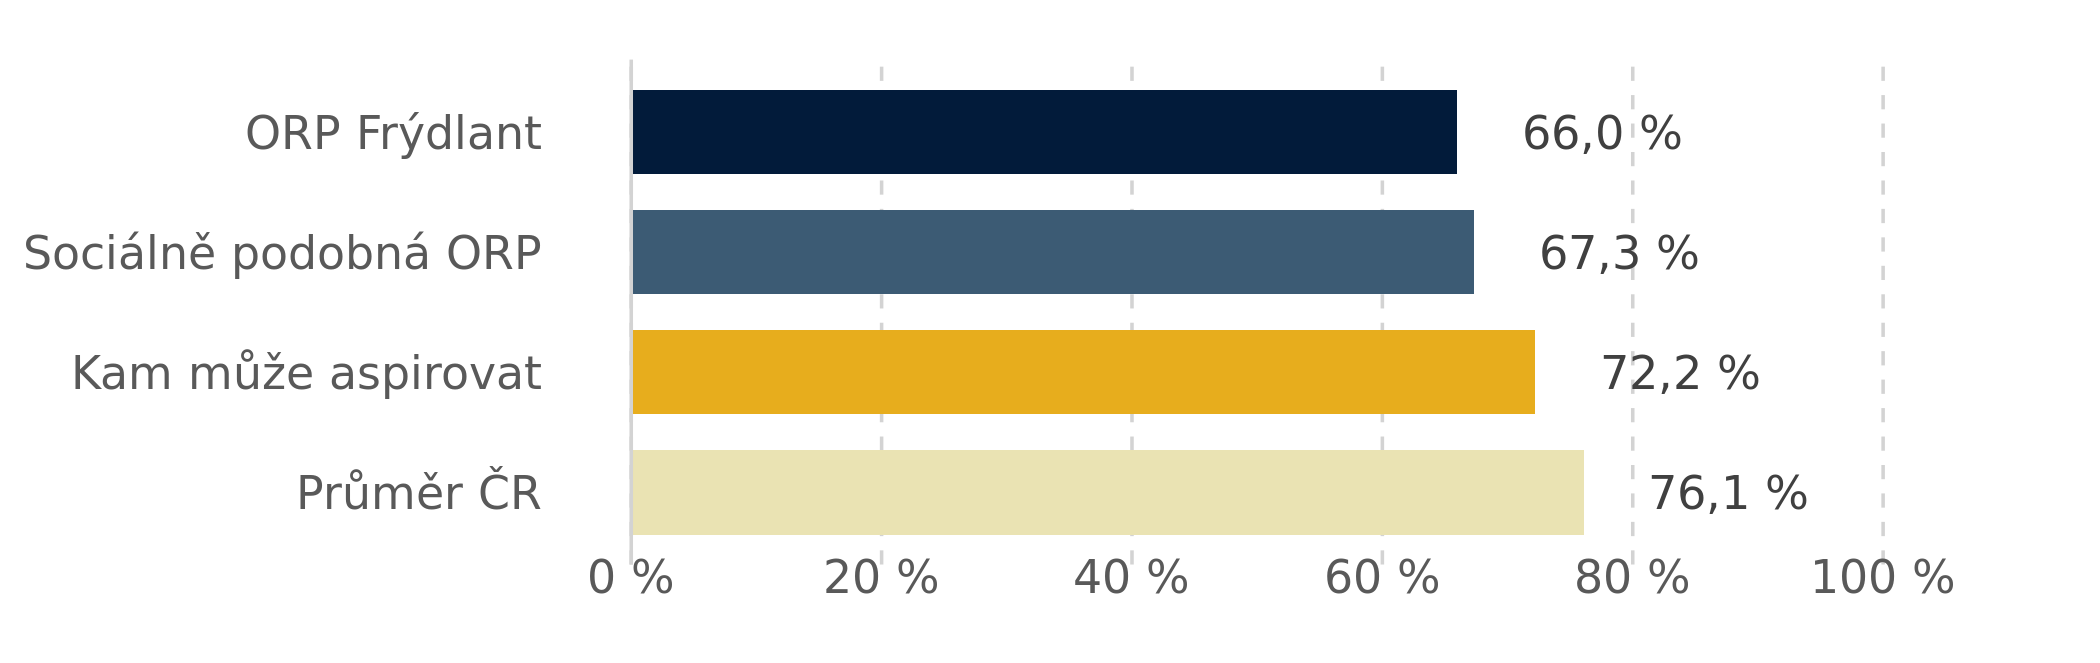 ORP Frýdlant 66,0 %
Sociálně podobná ORP 67,3 %
Kam může aspirovat 72,2 %
Průměr ČR 76,1 %
0 % 20 % 40 % 60 % 80 % 100 %